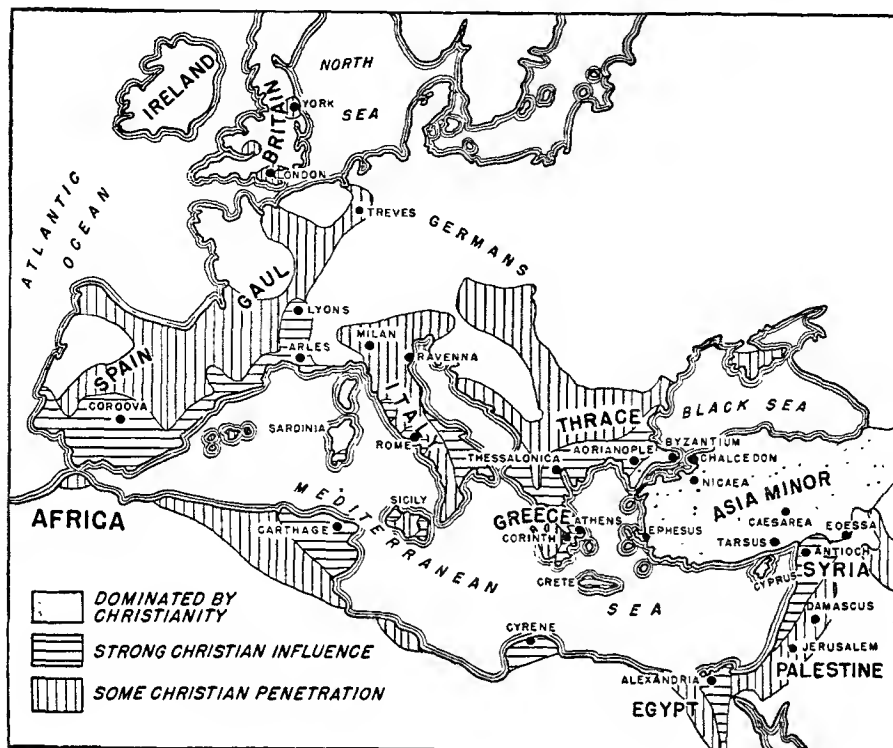 NORTH
SEA
IRELAND
BRITAIN
YORK
LONDON
ATLANTIC
OCEAN
TREVES
GERMANS
GAUL
LYONS
MILAN
ARLES
RAVENNA
SPAIN
CORDOVA
ITALY
SARDINIA
ROME
THRACE
BLACK SEA
ADRIANOPLE
BYZANTIUM
THESSALONICA
CHALCEDON
NICAEA
ASIA MINOR
MEDITERRANEAN
SEA
SICILY
AFRICA
CARTHAGE
GREECE
ATHENS
CORINTH
EPHESUS
CAESAREA
EDESSA
TARSUS
ANTIOCH
SYRIA
CYPRUS
CRETE
DAMASCUS
CYRENE
JERUSALEM
PALESTINE
ALEXANDRIA
EGYPT
DOMINATED BY
CHRISTIANITY
STRONG CHRISTIAN INFLUENCE
SOME CHRISTIAN PENETRATION